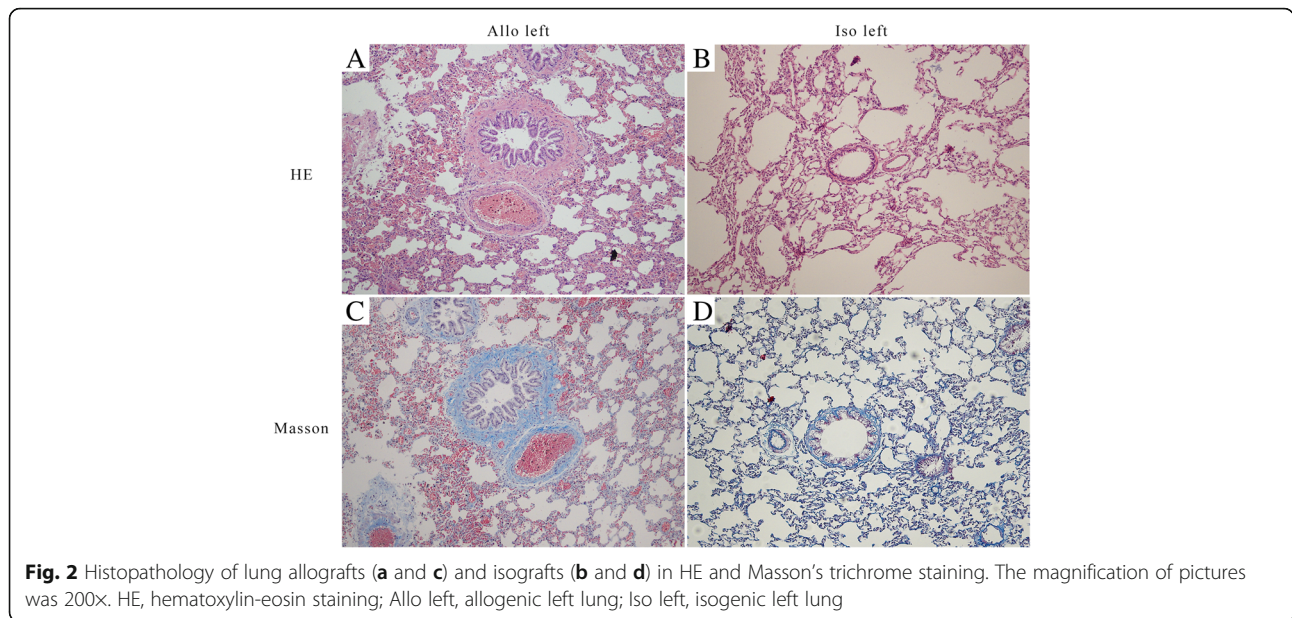 Allo left
Iso left
A
B
HE
C
D
Masson
Fig. 2 Histopathology of lung allografts (a and c) and isografts (b and d) in HE and Masson's trichrome staining. The magnification of pictures
was 200×. HE, hematoxylin-eosin staining; Allo left, allogenic left lung; Iso left, isogenic left lung